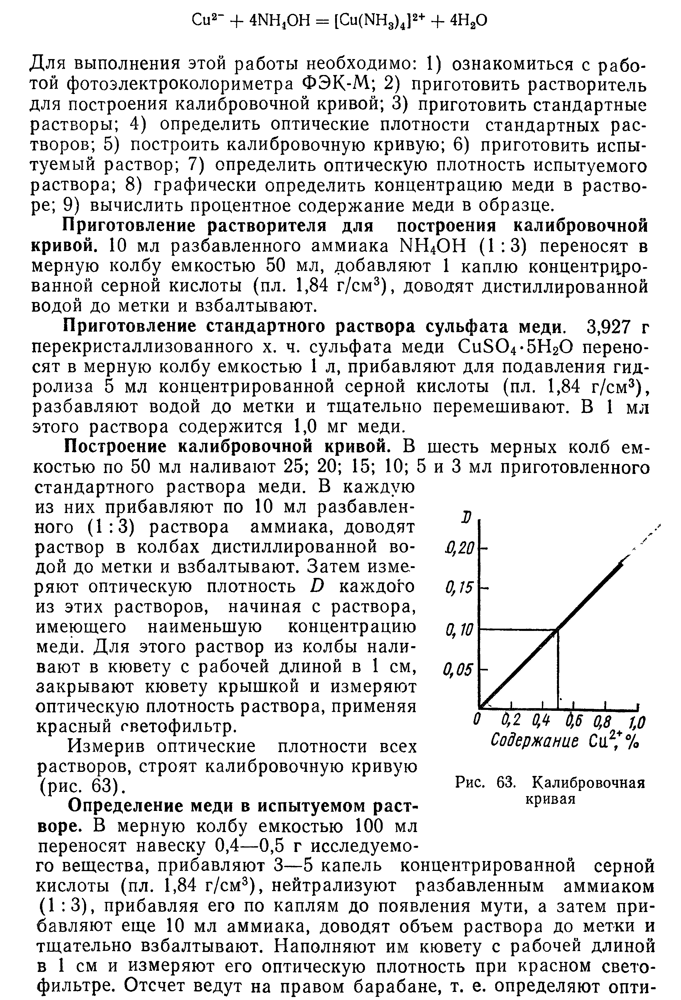 Cu²⁻ + 4NH₄OH = [Cu(NH₃)₄]²⁺ + 4H₂O
Для выполнения этой работы необходимо: 1) ознакомиться с рабо-
той фотоэлектроколориметра ФЭК-М; 2) приготовить растворитель
для построения калибровочной кривой; 3) приготовить стандартные
растворы; 4) определить оптические плотности стандартных рас-
творов; 5) построить калибровочную кривую; 6) приготовить испы-
туемый раствор; 7) определить оптическую плотность испытуемого
раствора; 8) графически определить концентрацию меди в раство-
ре; 9) вычислить процентное содержание меди в образце.
Приготовление растворителя для построения калибровочной
кривой. 10 мл разбавленного аммиака NH₄OH (1 : 3) переносят в
мерную колбу емкостью 50 мл, добавляют 1 каплю концентриро-
ванной серной кислоты (пл. 1,84 г/см³), доводят дистиллированной
водой до метки и взбалтывают.
Приготовление стандартного раствора сульфата меди. 3,927 г
перекристаллизованного х. ч. сульфата меди CuSO₄·5H₂O перено-
сят в мерную колбу емкостью 1 л, прибавляют для подавления гид-
ролиза 5 мл концентрированной серной кислоты (пл. 1,84 г/см³),
разбавляют водой до метки и тщательно перемешивают. В 1 мл
этого раствора содержится 1,0 мг меди.
Построение калибровочной кривой. В шесть мерных колб ем-
костью по 50 мл наливают 25; 20; 15; 10; 5 и 3 мл приготовленного
стандартного раствора меди. В каждую
из них прибавляют по 10 мл разбавлен-
ного (1 : 3) раствора аммиака, доводят
раствор в колбах дистиллированной во-
дой до метки и взбалтывают. Затем изме-
ряют оптическую плотность D каждого
из этих растворов, начиная с раствора,
имеющего наименьшую концентрацию
меди. Для этого раствор из колбы нали-
вают в кювету с рабочей длиной в 1 см,
закрывают кювету крышкой и измеряют
оптическую плотность раствора, применяя
красный светофильтр.
Измерив оптические плотности всех
растворов, строят калибровочную кривую
(рис. 63).
D
0,20
0,15
0,10
0,05
0 0,2 0,4 0,6 0,8 1,0
Содержание Cu²⁺, %
Рис. 63. Калибровочная
кривая
Определение меди в испытуемом раст-
воре. В мерную колбу емкостью 100 мл
переносят навеску 0,4—0,5 г исследуемо-
го вещества, прибавляют 3—5 капель концентрированной серной
кислоты (пл. 1,84 г/см³), нейтрализуют разбавленным аммиаком
(1 : 3), прибавляя его по каплям до появления мути, а затем при-
бавляют еще 10 мл аммиака, доводят объем раствора до метки и
тщательно взбалтывают. Наполняют им кювету с рабочей длиной
в 1 см и измеряют его оптическую плотность при красном свето-
фильтре. Отсчет ведут на правом барабане, т. е. определяют опти-